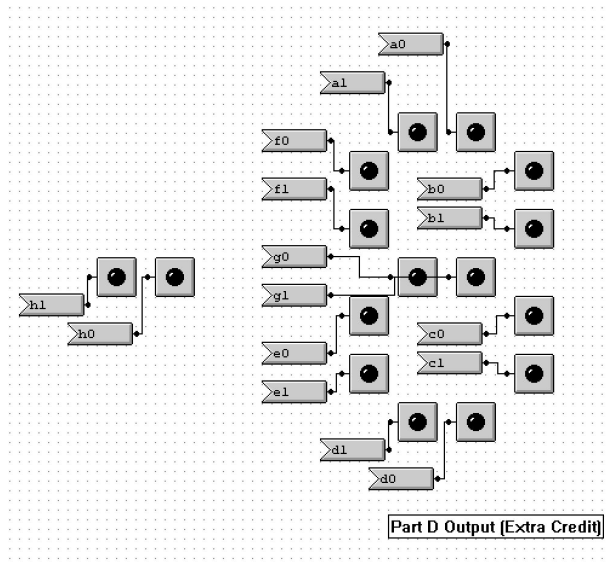 a0
a1
f0
f1
b0
b1
g0
g1
h1
h0
e0
e1
c0
c1
d1
d0
Part D Output (Extra Credit)